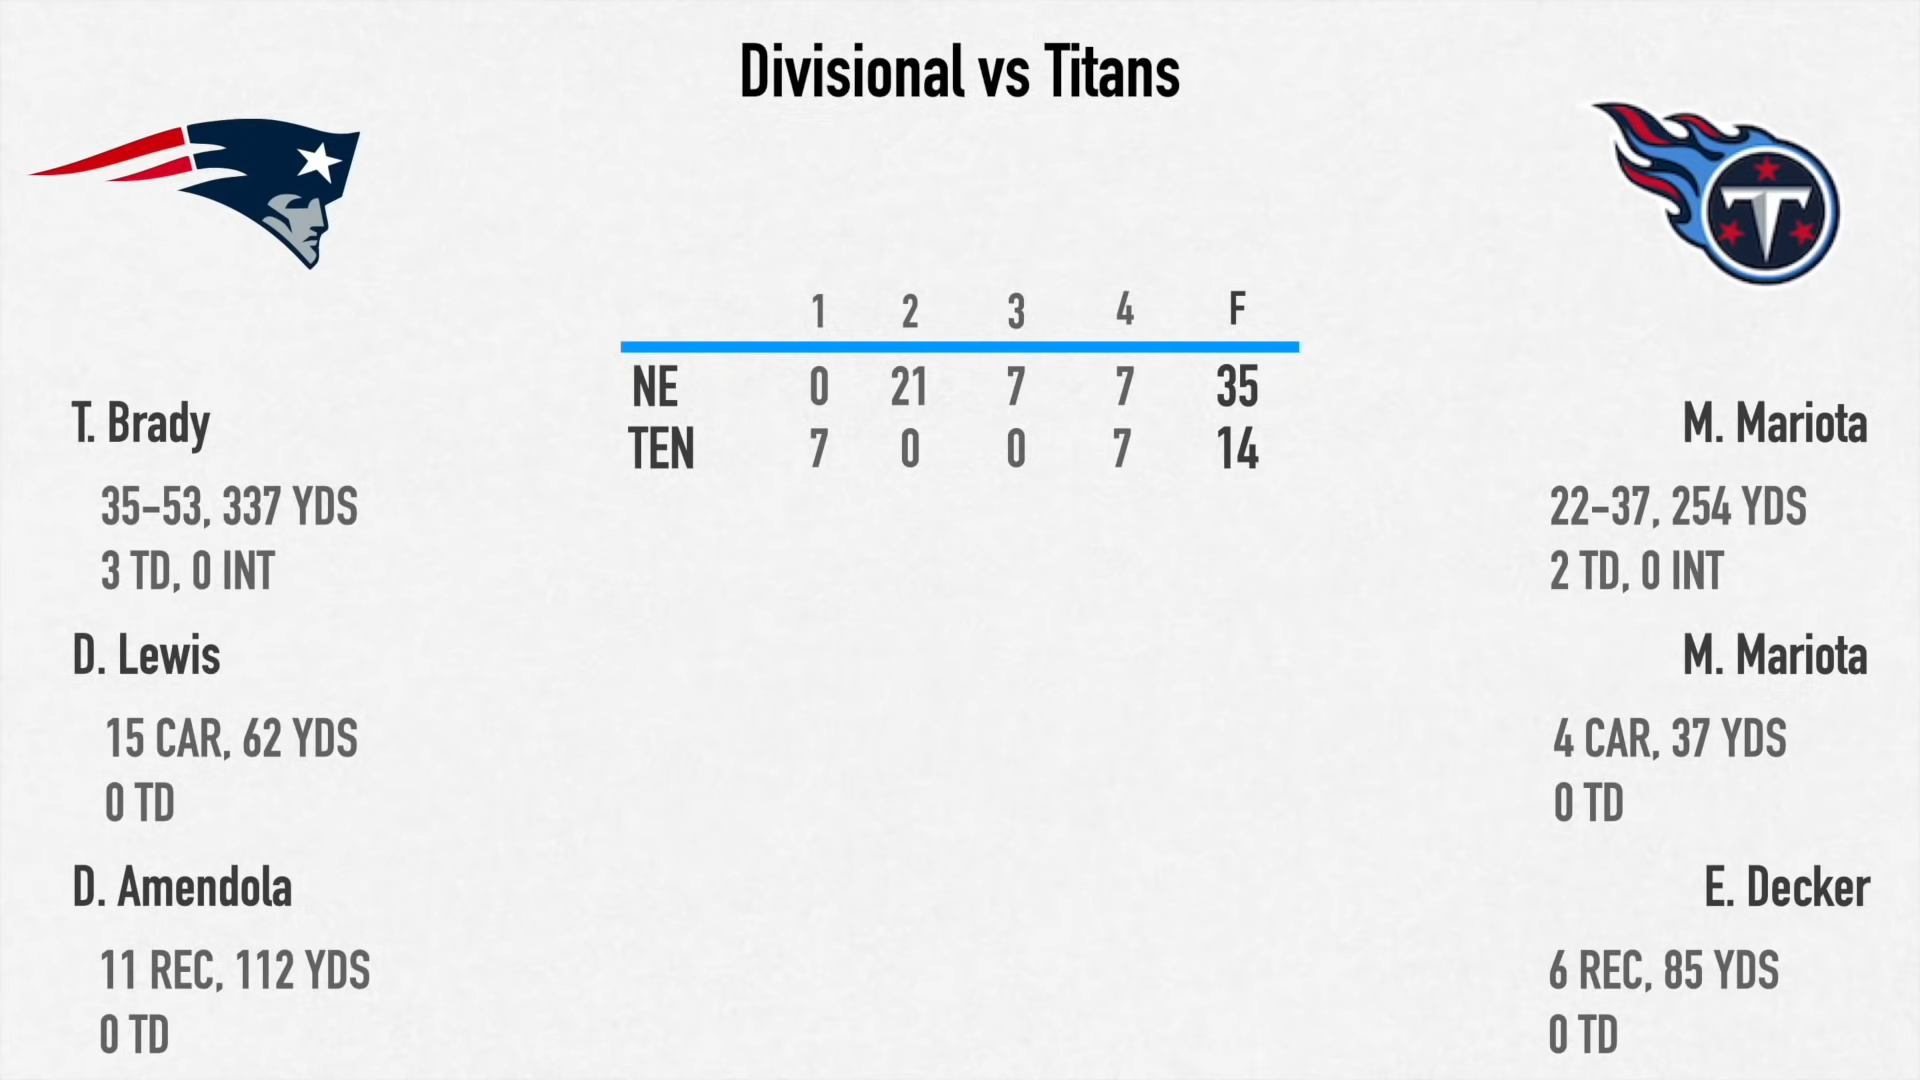 Divisional vs Titans
1 2 3 4 F
NE 0 21 7 7 35
TEN 7 0 0 7 14
T. Brady
35-53, 337 YDS
3 TD, 0 INT
D. Lewis
15 CAR, 62 YDS
0 TD
D. Amendola
11 REC, 112 YDS
0 TD
T
M. Mariota
22-37, 254 YDS
2 TD, 0 INT
M. Mariota
4 CAR, 37 YDS
0 TD
E. Decker
6 REC, 85 YDS
0 TD